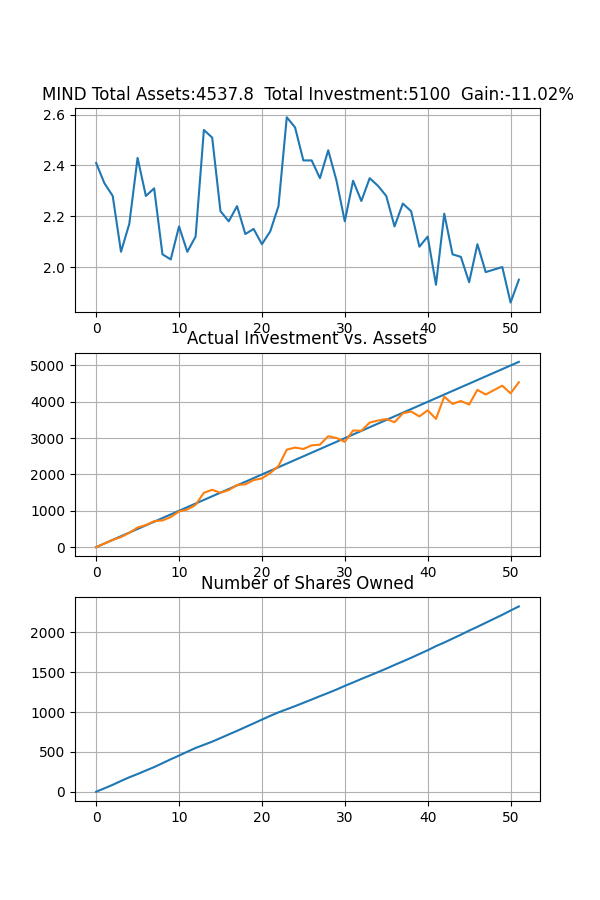 MIND Total Assets:4537.8  Total Investment:5100  Gain:-11.02%
2.6
2.4
2.2
2.0
0 10 20 30 40 50
Actual Investment vs. Assets
5000
4000
3000
2000
1000
0
0 10 20 30 40 50
Number of Shares Owned
2000
1500
1000
500
0
0 10 20 30 40 50